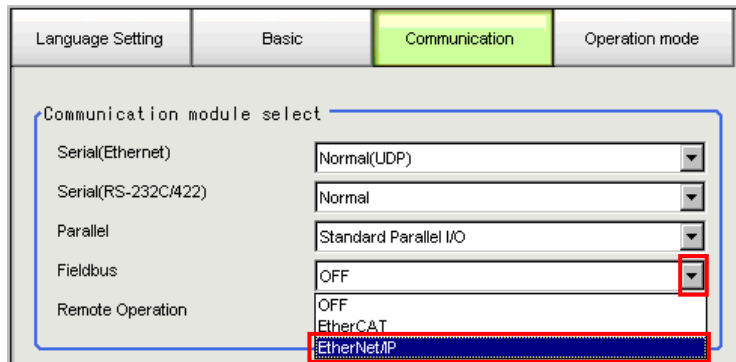 Language Setting Basic Communication Operation mode
Communication module select
Serial(Ethernet) Normal(UDP)
Serial(RS-232C/422) Normal
Parallel Standard Parallel I/O
Fieldbus OFF
Remote Operation OFF
EtherCAT
EtherNet/IP